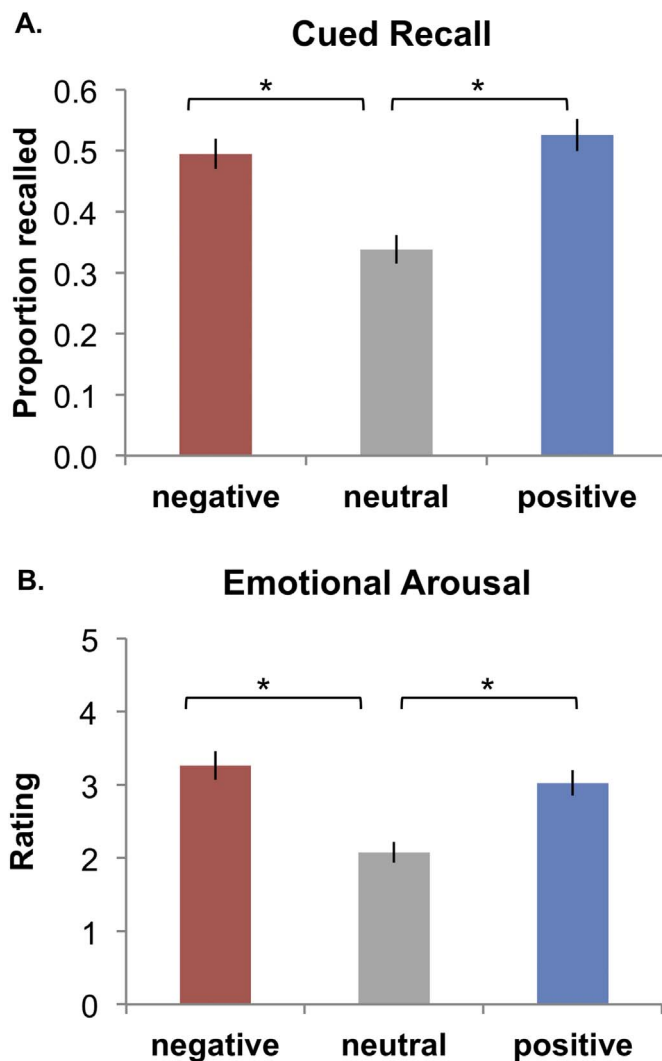 A.
Cued Recall
* *
Proportion recalled
0.6
0.5
0.4
0.3
0.2
0.1
0.0
negative neutral positive
B.
Emotional Arousal
* *
Rating
5
4
3
2
1
0
negative neutral positive